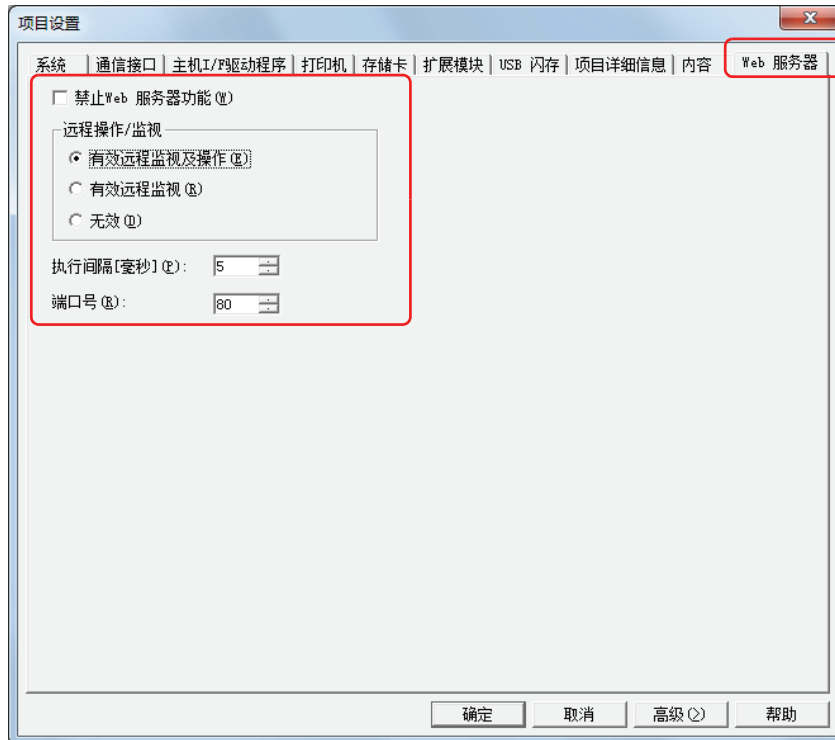 项目设置
系统 通信接口 主机I/F驱动程序 打印机 存储卡 扩展模块 USB 闪存 项目详细信息 内容 Web 服务器
禁止Web 服务器功能(W)
远程操作/监视
有效远程监视及操作(E)
有效远程监视(R)
无效(D)
执行间隔[毫秒](P): 5
端口号(R): 80
确定 取消 高级(>) 帮助